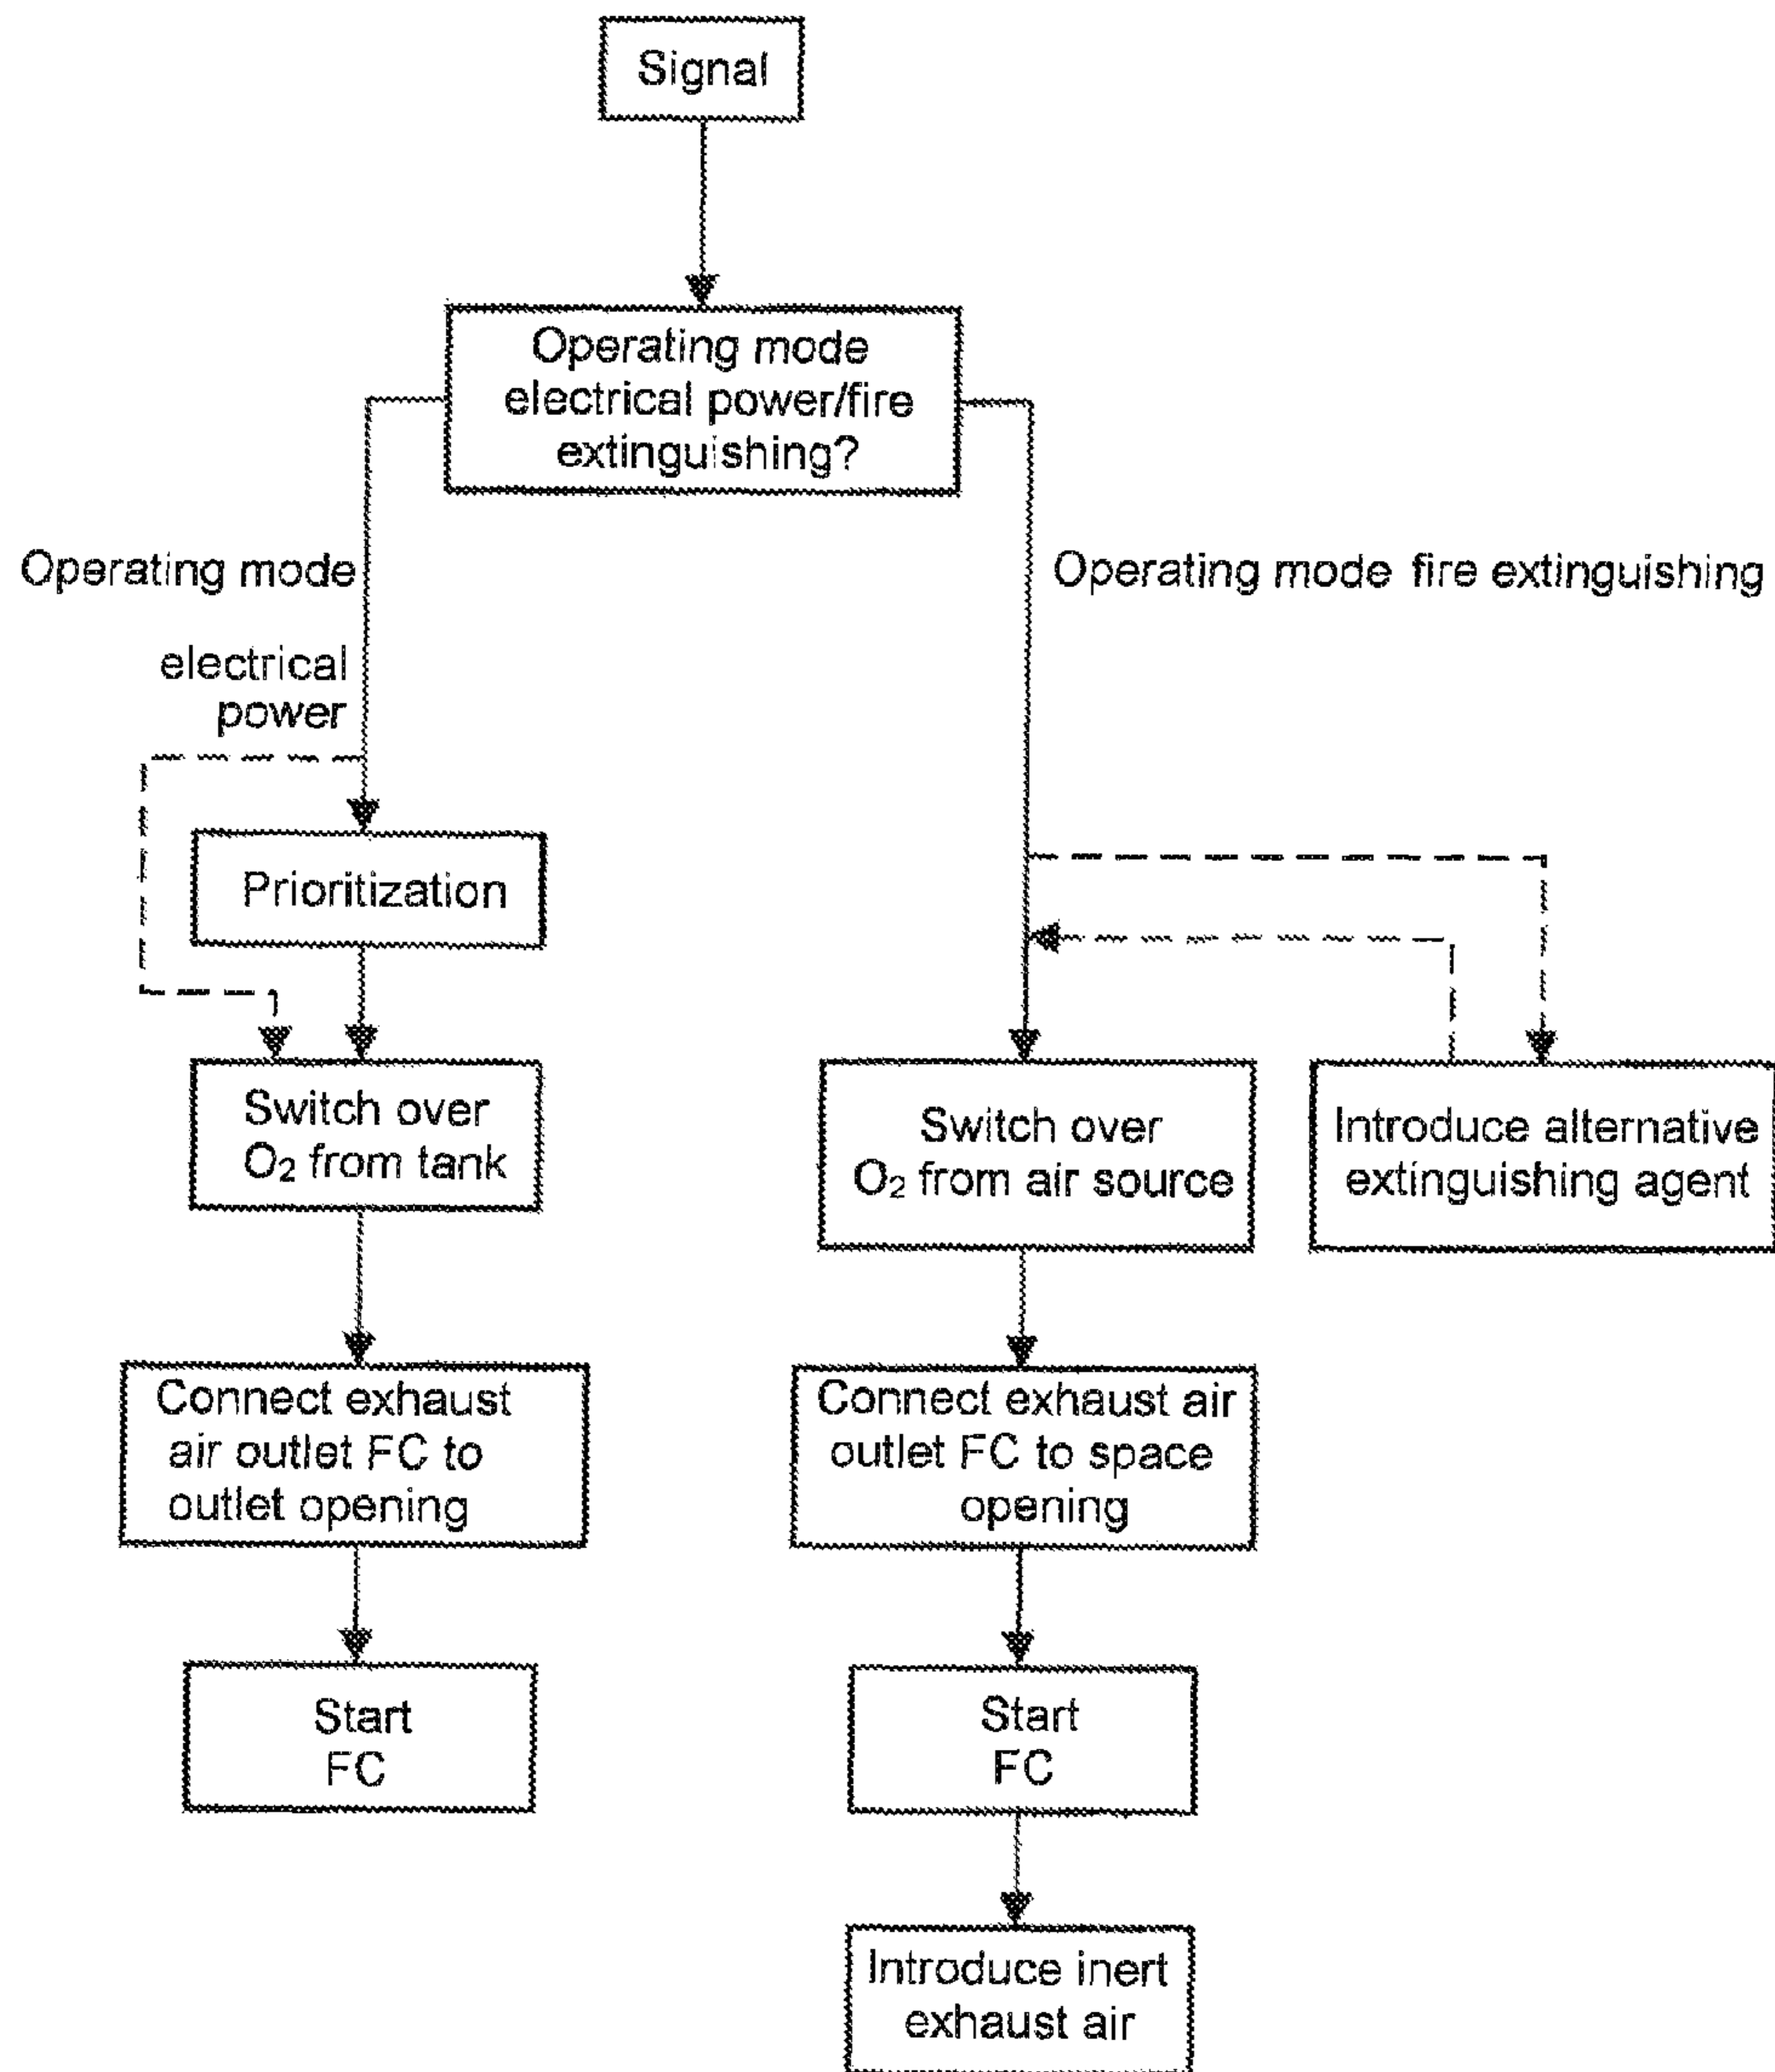 Signal
Operating mode
electrical power/fire
extinguishing?
Operating mode
electrical
power
Operating mode fire extinguishing
Prioritization
Switch over
O₂ from tank
Switch over
O₂ from air source
Introduce alternative
extinguishing agent
Connect exhaust
air outlet FC to
outlet opening
Connect exhaust air
outlet FC to space
opening
Start
FC
Start
FC
Introduce inert
exhaust air